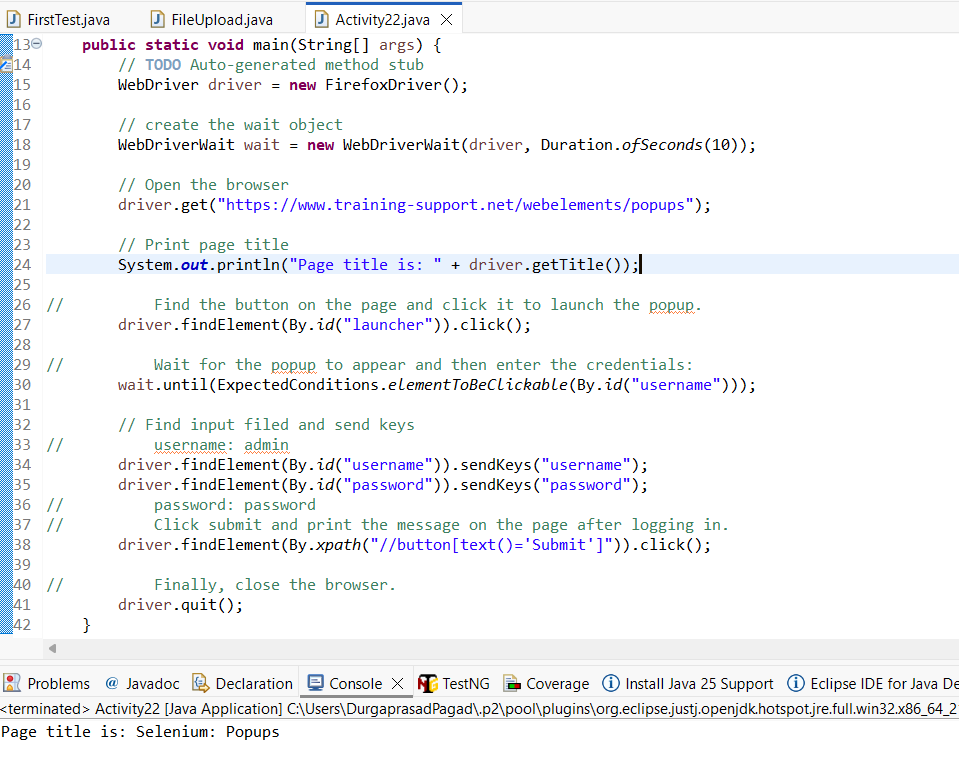 FirstTest.java FileUpload.java Activity22.java
13 public static void main(String[] args) {
14 // TODO Auto-generated method stub
15 WebDriver driver = new FirefoxDriver();
16
17 // create the wait object
18 WebDriverWait wait = new WebDriverWait(driver, Duration.ofSeconds(10));
19
20 // Open the browser
21 driver.get("https://www.training-support.net/webelements/popups");
22
23 // Print page title
24 System.out.println("Page title is: " + driver.getTitle());
25
26 // Find the button on the page and click it to launch the popup.
27 driver.findElement(By.id("launcher")).click();
28
29 // Wait for the popup to appear and then enter the credentials:
30 wait.until(ExpectedConditions.elementToBeClickable(By.id("username")));
31
32 // Find input filed and send keys
33 // username: admin
34 driver.findElement(By.id("username")).sendKeys("username");
35 driver.findElement(By.id("password")).sendKeys("password");
36 // password: password
37 // Click submit and print the message on the page after logging in.
38 driver.findElement(By.xpath("//button[text()='Submit']")).click();
39
40 // Finally, close the browser.
41 driver.quit();
42 }
Problems @ Javadoc Declaration Console TestNG Coverage Install Java 25 Support Eclipse IDE for Java De
<terminated> Activity22 [Java Application] C:\Users\DurgaprasadPagad\.p2\pool\plugins\org.eclipse.justj.openjdk.hotspot.jre.full.win32.x86_64_2
Page title is: Selenium: Popups